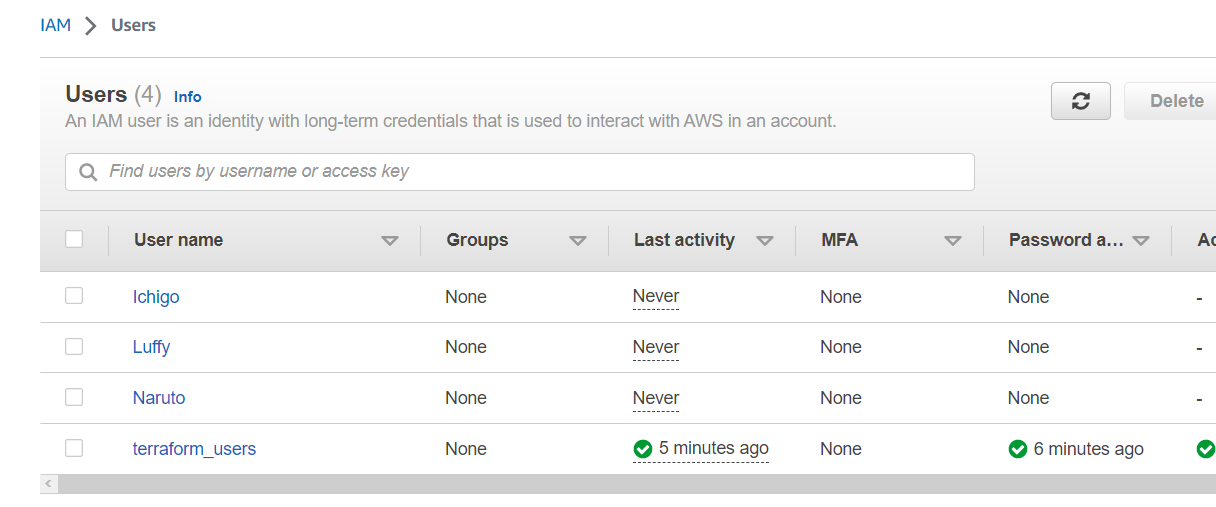 IAM > Users
Users (4) Info
Delete
An IAM user is an identity with long-term credentials that is used to interact with AWS in an account.
Find users by username or access key
User name Groups Last activity MFA Password a... Ac
Ichigo None Never None None -
Luffy None Never None None -
Naruto None Never None None -
terraform_users None 5 minutes ago None 6 minutes ago